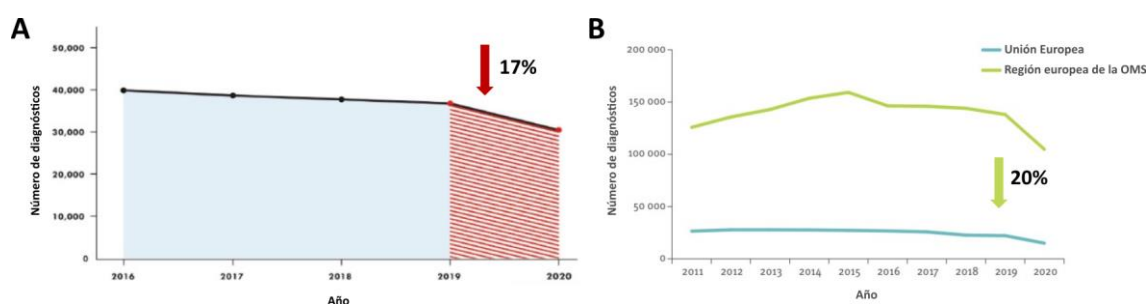 A
Número de diagnósticos
50,000
40,000
30,000
20,000
10,000
0
17%
2016 2017 2018 2019 2020
Año
B
Número de diagnósticos
200 000
150 000
100 000
50 000
0
Unión Europea
Región europea de la OMS
20%
2011 2012 2013 2014 2015 2016 2017 2018 2019 2020
Año